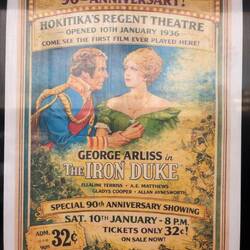 90TH ANNIVERSARY!
HOKITIKA'S REGENT THEATRE
OPENED 10TH JANUARY 1936
COME SEE THE FIRST FILM EVER PLAYED HERE!
GEORGE ARLISS in
The IRON DUKE
ELLALINE TERRISS · A.E. MATTHEWS
GLADYS COOPER · ALLAN AYNESWORTH
SPECIAL 90TH ANNIVERSARY SHOWING
SAT. 10TH JANUARY - 8 P.M.
ADM.
32¢
TICKETS ONLY 32¢!
ON SALE NOW!